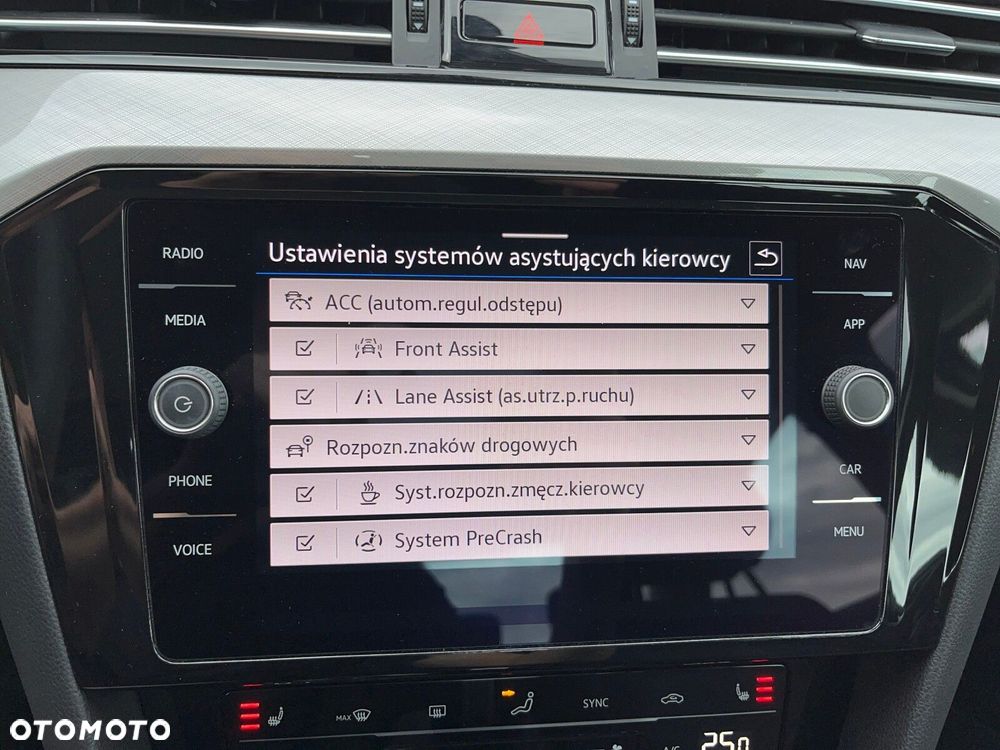 RADIO
MEDIA
PHONE
VOICE
Ustawienia systemów asystujących kierowcy
ACC (autom.regul.odstępu)
Front Assist
Lane Assist (as.utrz.p.ruchu)
Rozpozn.znaków drogowych
Syst.rozpozn.zmęcz.kierowcy
System PreCrash
NAV
APP
CAR
MENU
MAX
SYNC
A/C
OTOMOTO